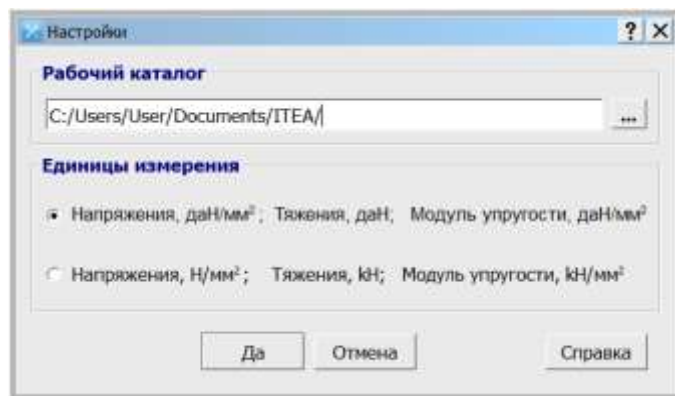 Настройки ? ×
Рабочий каталог
C:/Users/User/Documents/ITEA/ ...
Единицы измерения
Напряжения, даН/мм²; Тяжения, даН; Модуль упругости, даН/мм²
Напряжения, Н/мм²; Тяжения, kН; Модуль упругости, kН/мм²
Да Отмена Справка